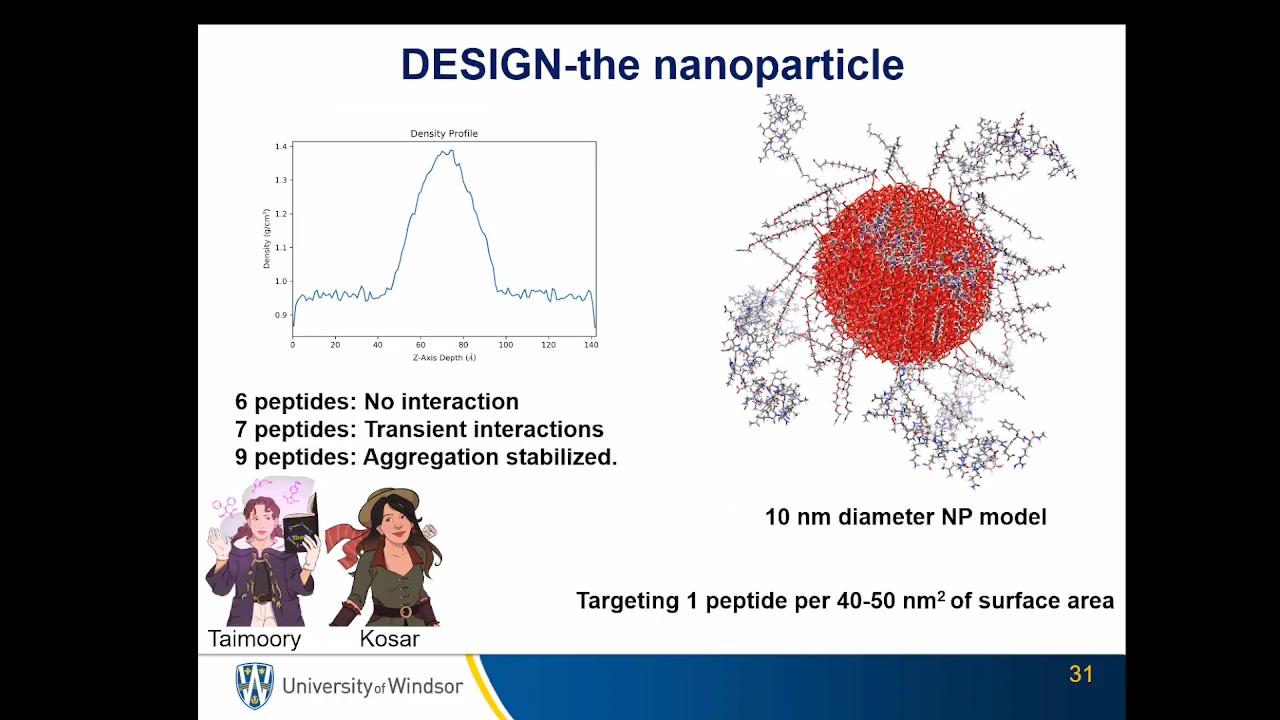 DESIGN-the nanoparticle
Density Profile
1.4
1.3
1.2
1.1
1.0
0.9
Density (g/cm³)
0 20 40 60 80 100 120 140
Z-Axis Depth (Å)
6 peptides: No interaction
7 peptides: Transient interactions
9 peptides: Aggregation stabilized.
10 nm diameter NP model
Targeting 1 peptide per 40-50 nm² of surface area
Taimoory Kosar
University of Windsor
31